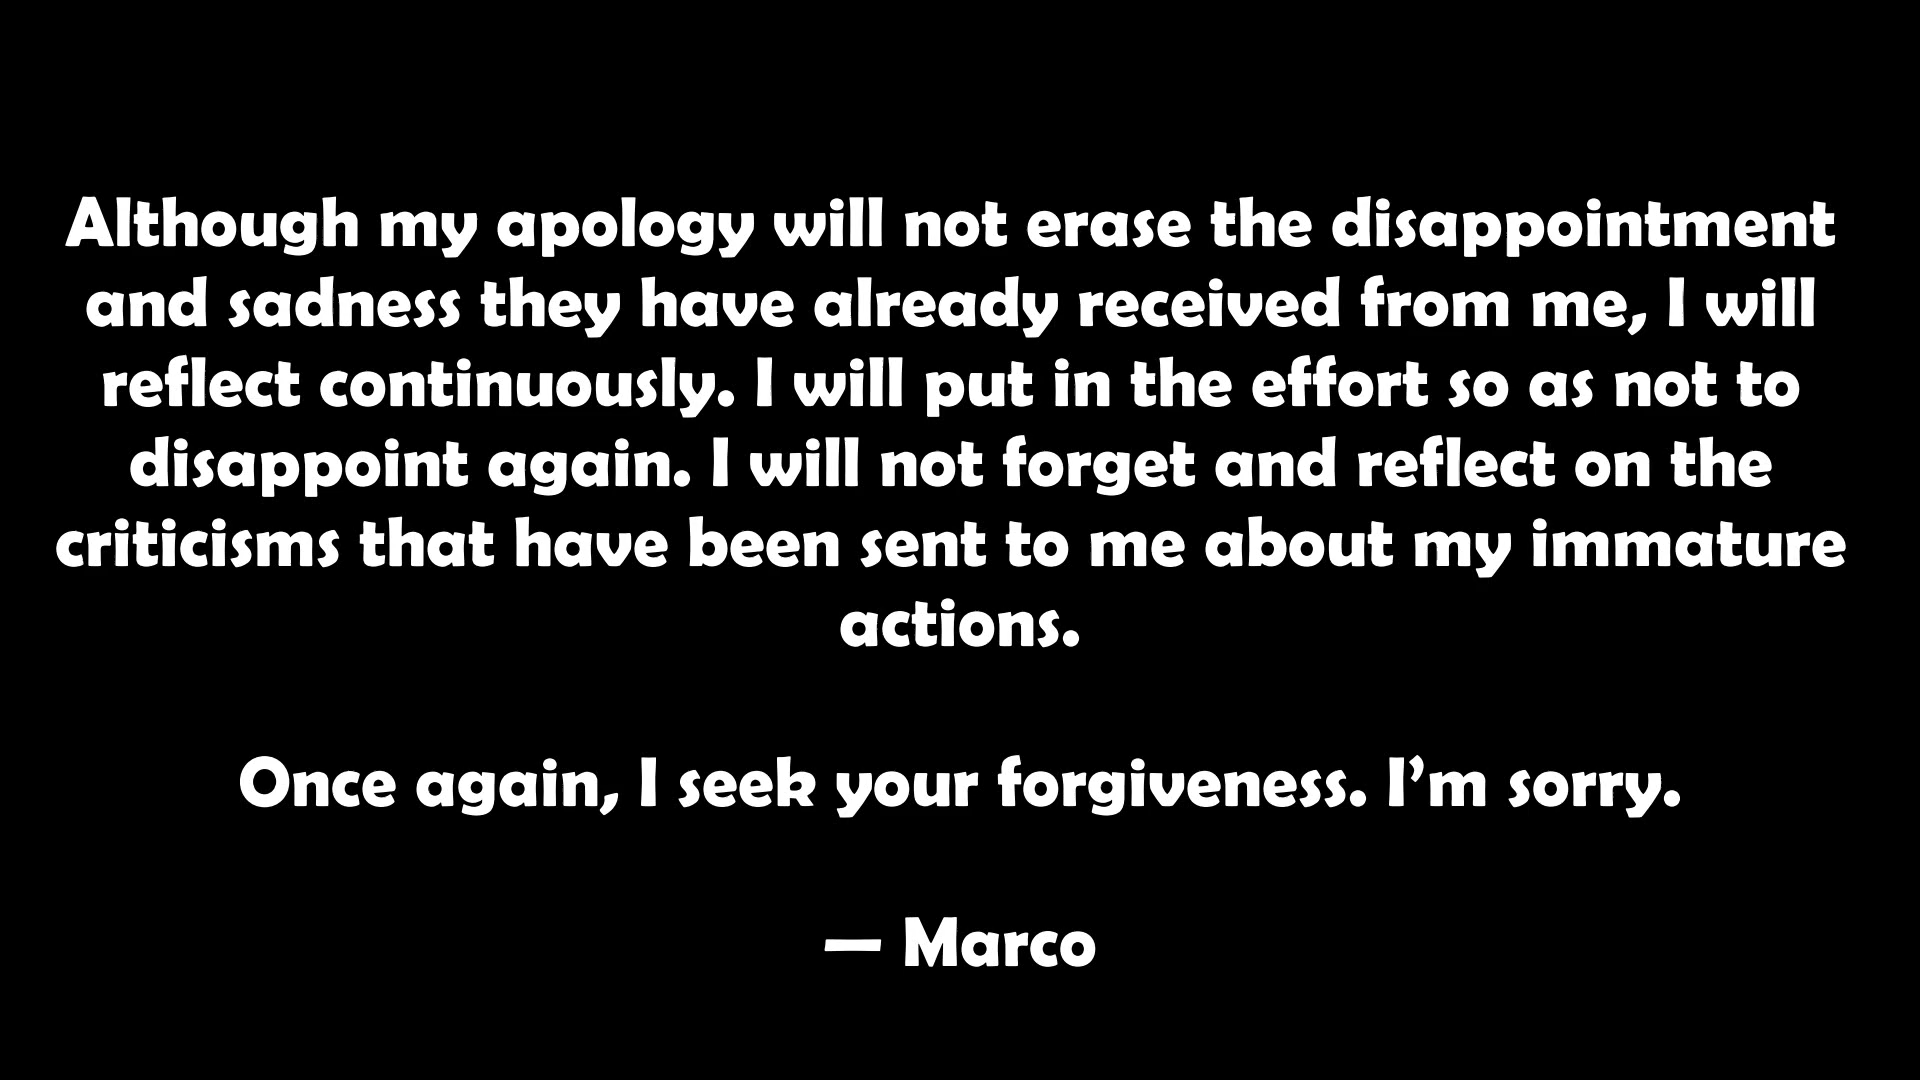 Although my apology will not erase the disappointment
and sadness they have already received from me, I will
reflect continuously. I will put in the effort so as not to
disappoint again. I will not forget and reflect on the
criticisms that have been sent to me about my immature
actions.
Once again, I seek your forgiveness. I’m sorry.
— Marco